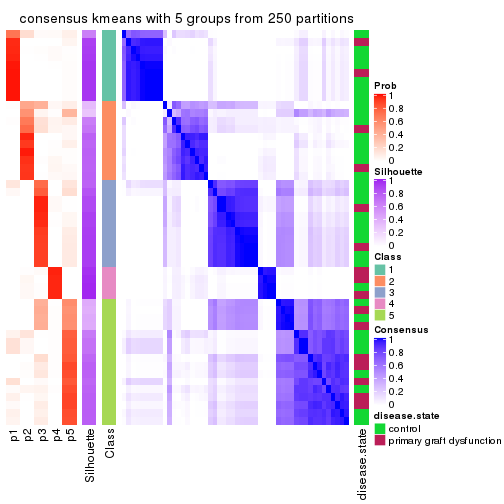 consensus kmeans with 5 groups from 250 partitions
Prob
1
0.8
0.6
0.4
0.2
0
Silhouette
1
0.8
0.6
0.4
0.2
0
Class
1
2
3
4
5
Consensus
1
0.8
0.6
0.4
0.2
0
disease.state
control
primary graft dysfunction
p1
p2
p3
p4
p5
Silhouette
Class
disease.state